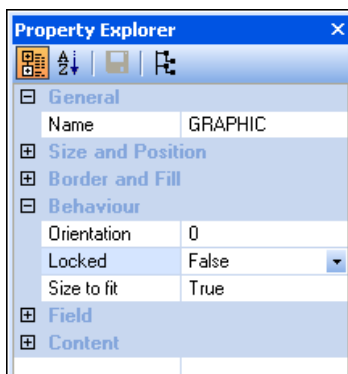 Property Explorer
General
Name GRAPHIC
Size and Position
Border and Fill
Behaviour
Orientation 0
Locked False
Size to fit True
Field
Content